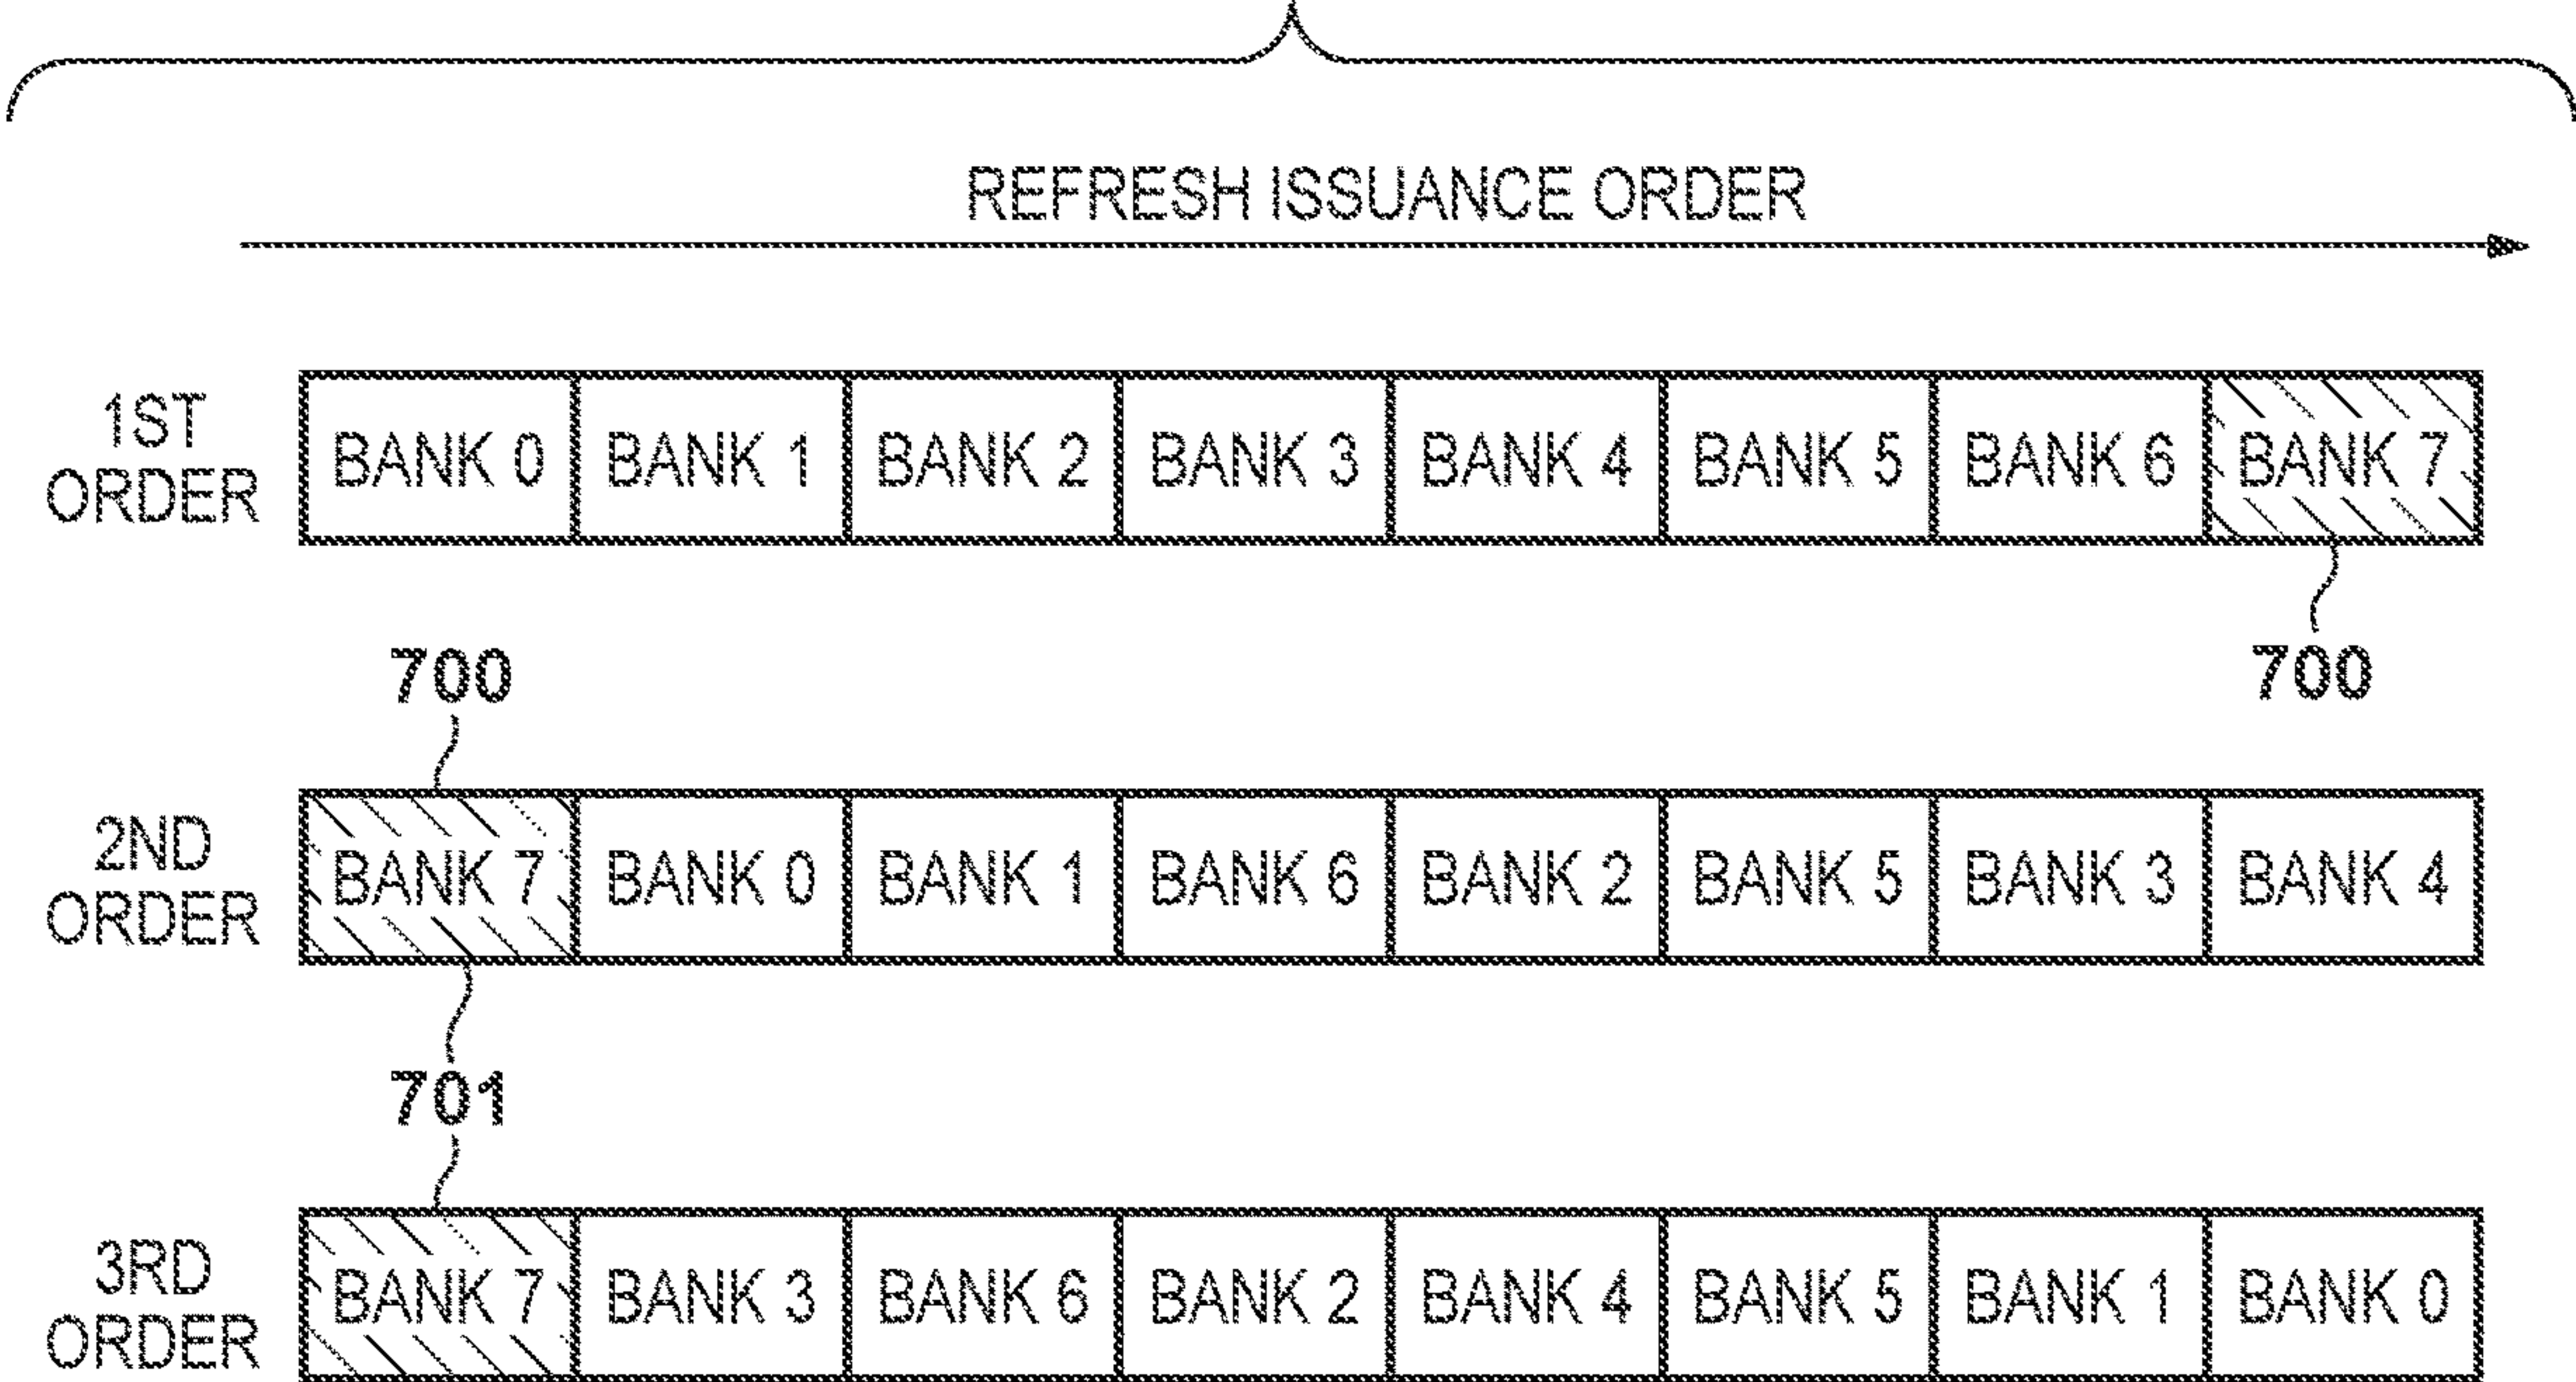 REFRESH ISSUANCE ORDER
1ST
ORDER
BANK 0 BANK 1 BANK 2 BANK 3 BANK 4 BANK 5 BANK 6 BANK 7
700 700
2ND
ORDER
BANK 7 BANK 0 BANK 1 BANK 6 BANK 2 BANK 5 BANK 3 BANK 4
701
3RD
ORDER
BANK 7 BANK 3 BANK 6 BANK 2 BANK 4 BANK 5 BANK 1 BANK 0